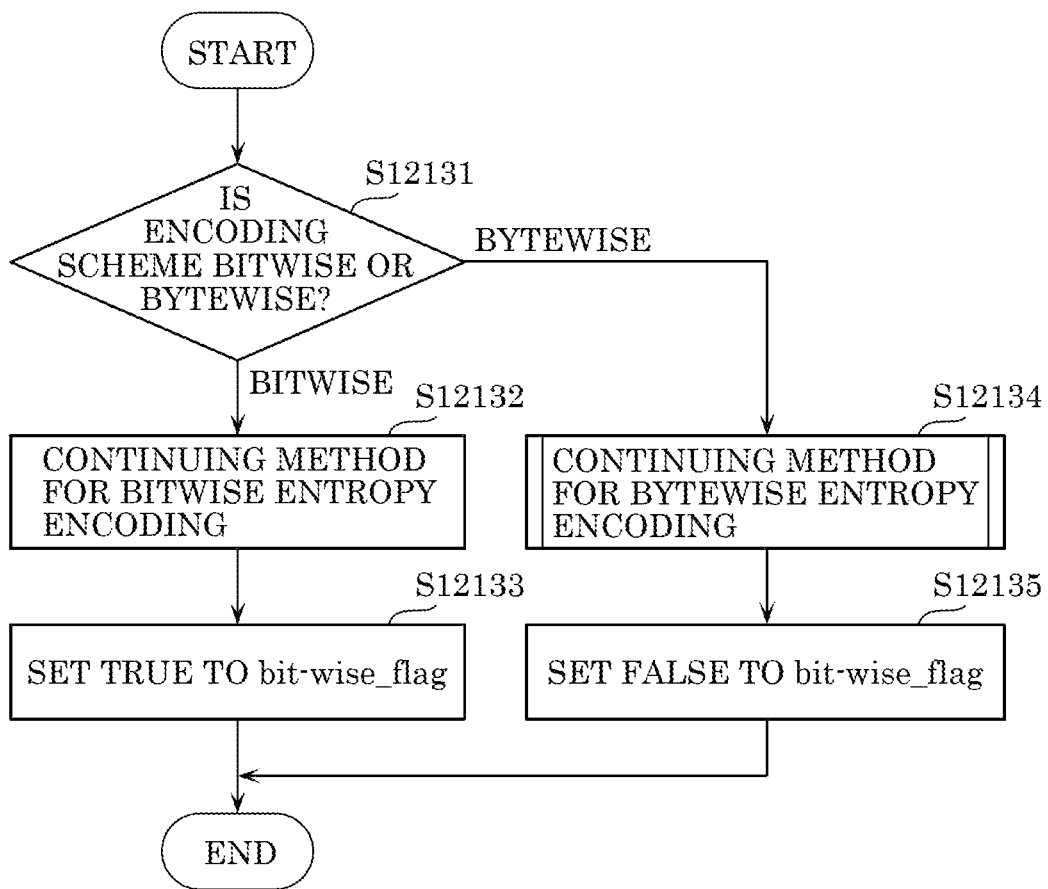 START
S12131
IS
ENCODING
SCHEME BITWISE OR
BYTEWISE?
BYTEWISE
BITWISE
S12132
CONTINUING METHOD
FOR BITWISE ENTROPY
ENCODING
S12134
CONTINUING METHOD
FOR BYTEWISE ENTROPY
ENCODING
S12133
SET TRUE TO bit-wise_flag
S12135
SET FALSE TO bit-wise_flag
END